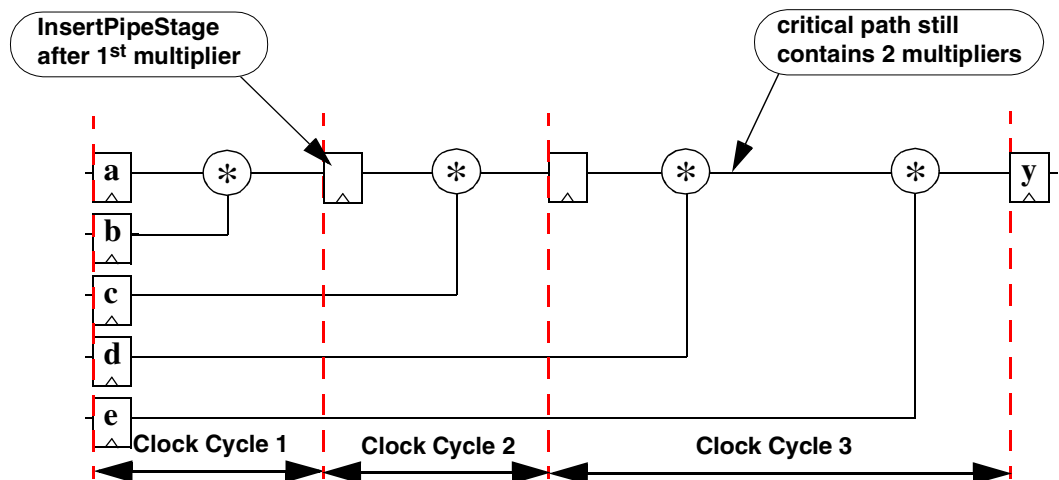 InsertPipeStage
after 1st multiplier
critical path still
contains 2 multipliers
a
*
*
*
*
y
b
c
d
e
Clock Cycle 1
Clock Cycle 2
Clock Cycle 3